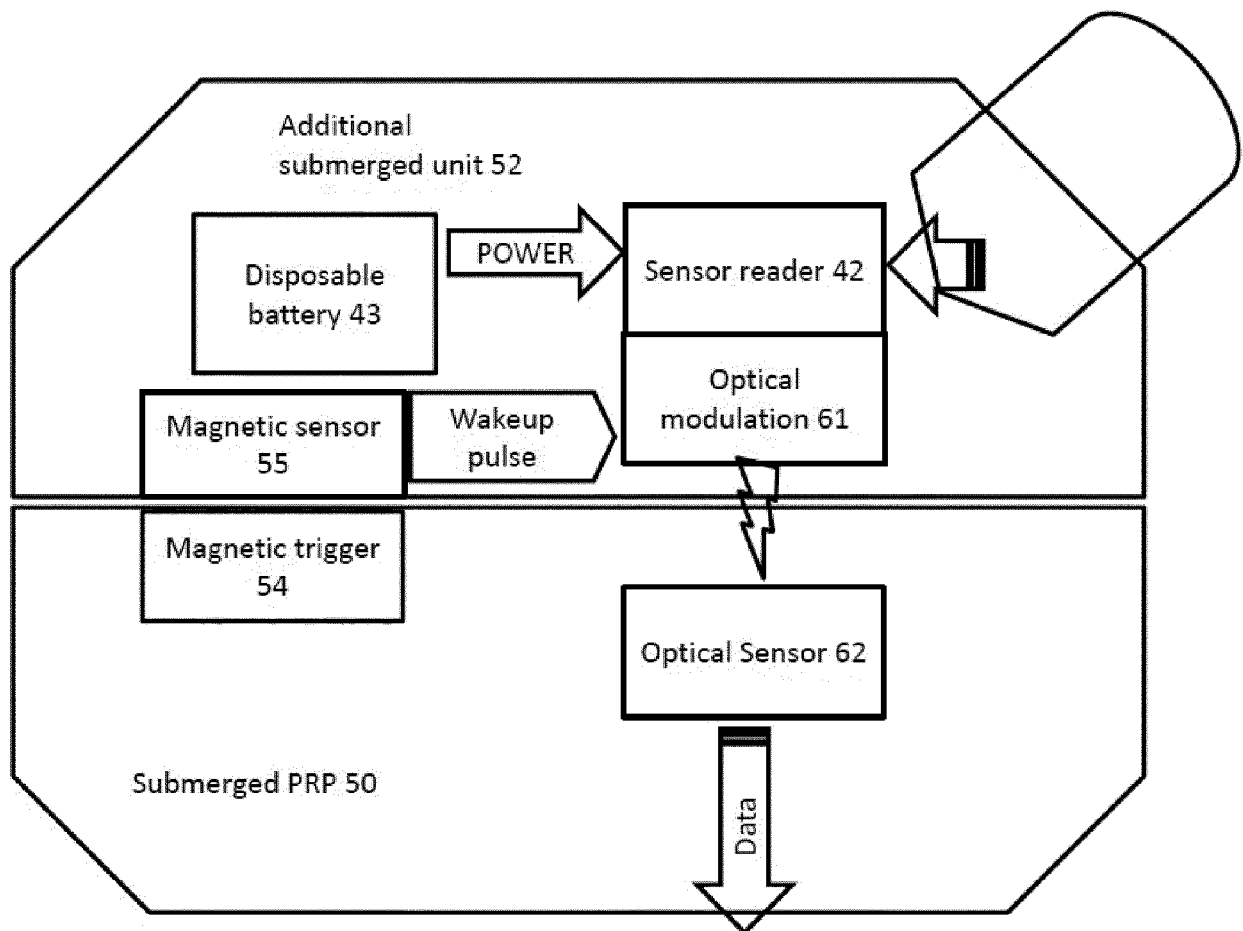 Additional
submerged unit 52
Disposable
battery 43
POWER
Sensor reader 42
Optical
modulation 61
Magnetic sensor
55
Wakeup
pulse
Magnetic trigger
54
Optical Sensor 62
Submerged PRP 50
Data